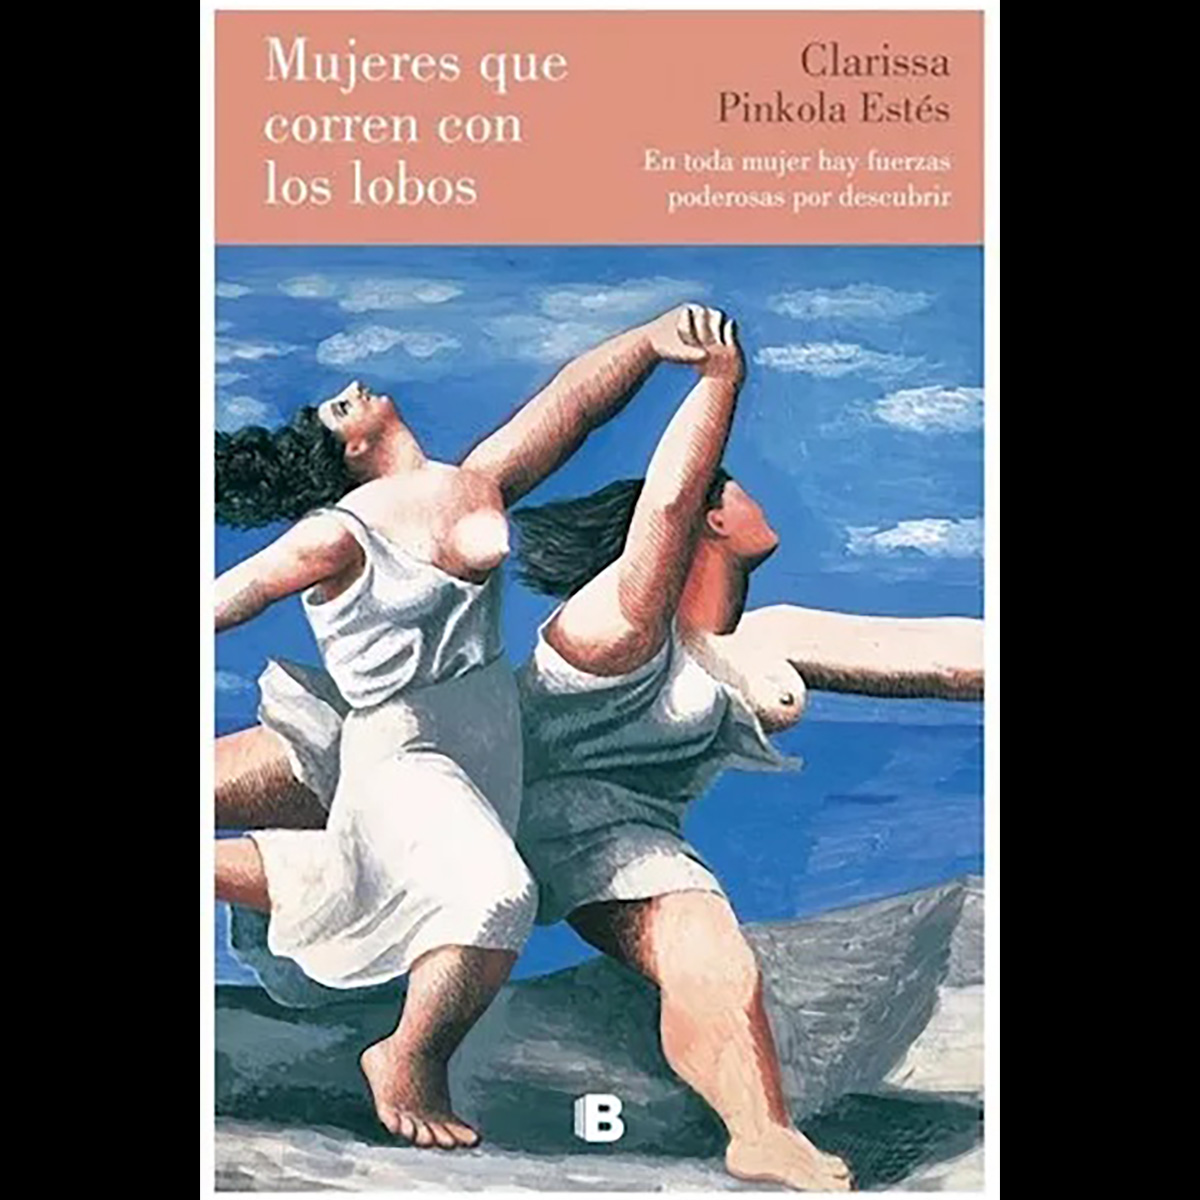 Mujeres que
corren con
los lobos
Clarissa
Pinkola Estés
En toda mujer hay fuerzas
poderosas por descubrir
B